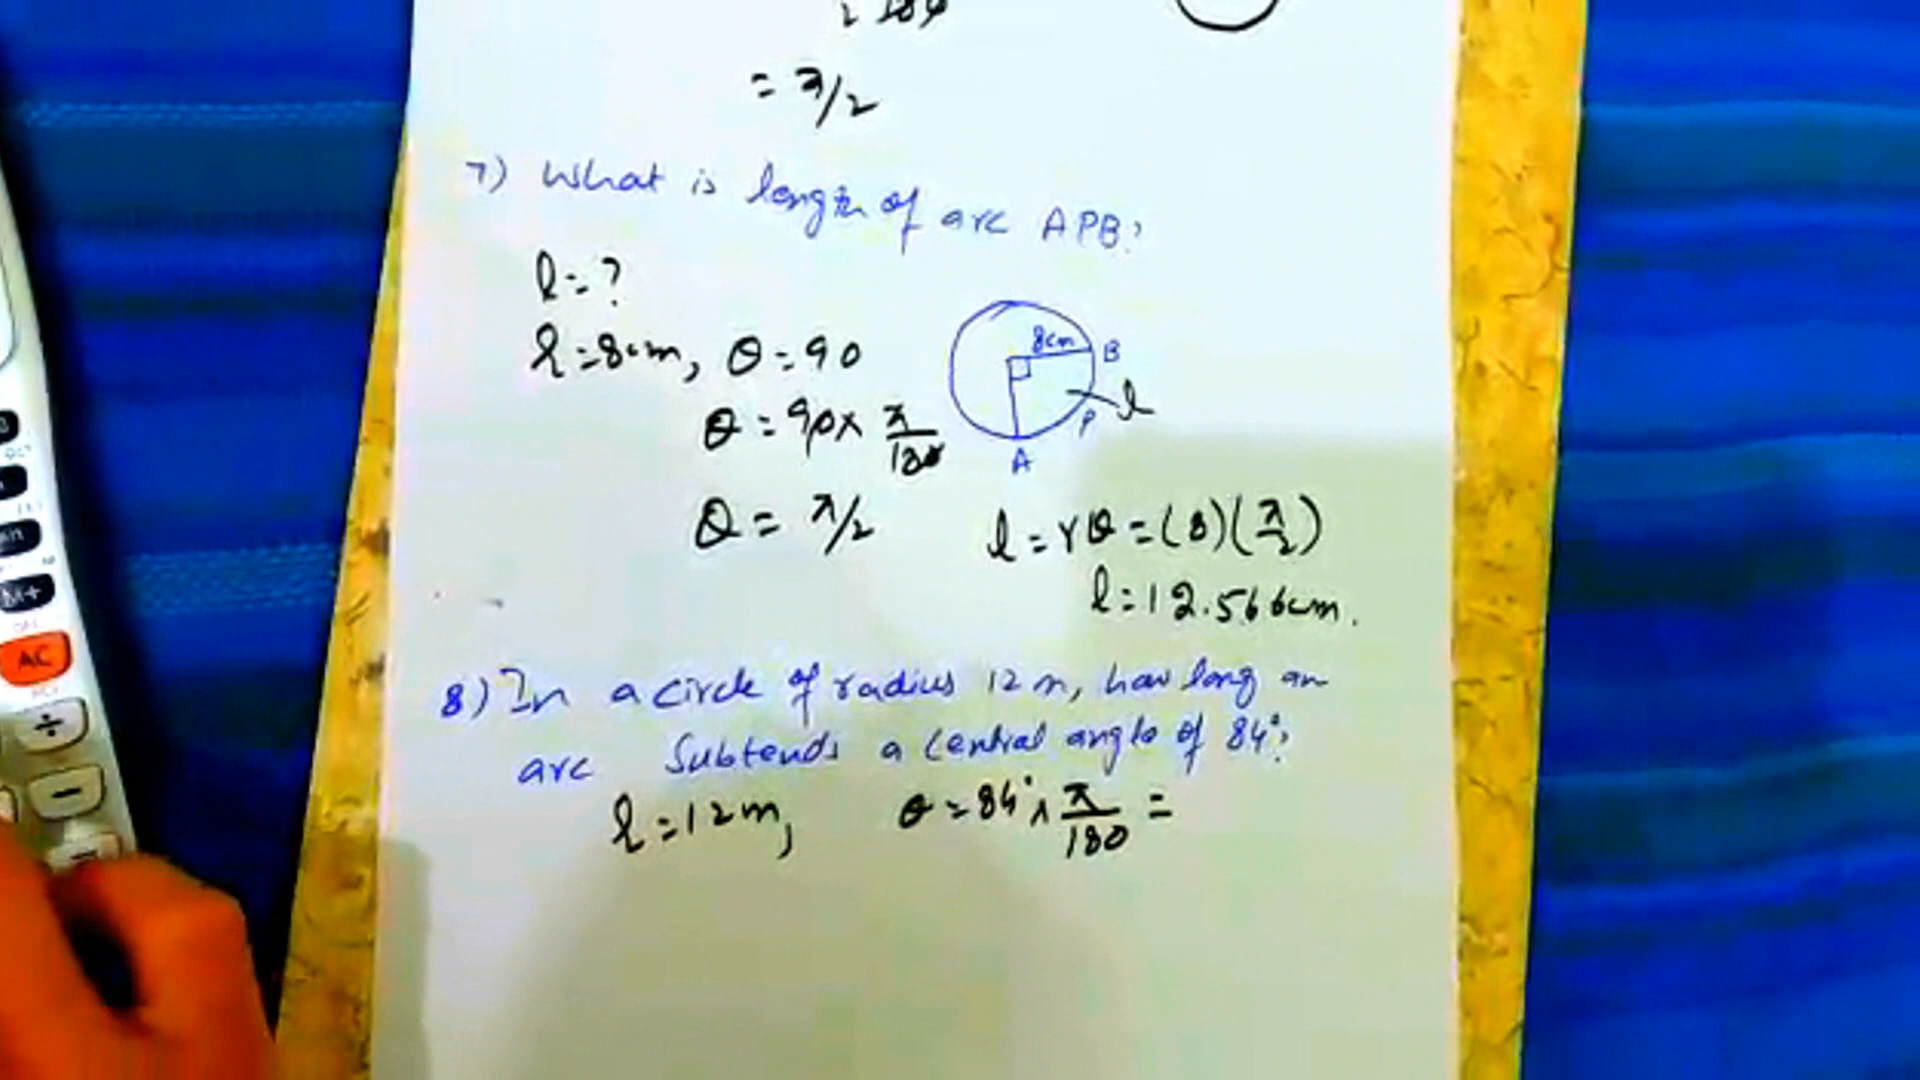 = π/2
7) What is length of arc APB?
l = ?
r = 8cm, θ = 90
8cm
B
θ = 90 x π/180
l
P
A
θ = π/2
l = rθ = (8)(π/2)
l = 12.566cm.
8) In a circle of radius 12 m, how long an
arc Subtends a Central angle of 84°?
r = 12m, θ = 84° x π/180 =
M+
AC
÷
−
=